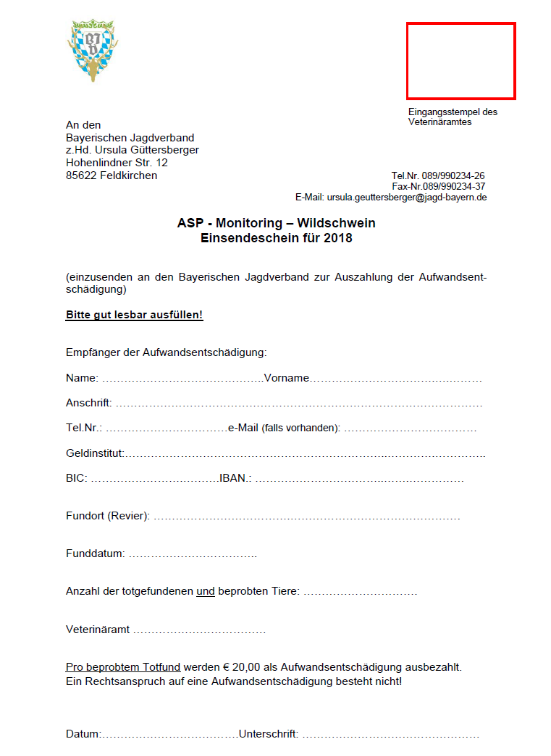 Eingangsstempel des
Veterinäramtes
An den
Bayerischen Jagdverband
z.Hd. Ursula Güttersberger
Hohenlindner Str. 12
85622 Feldkirchen
Tel.Nr. 089/990234-26
Fax-Nr.089/990234-37
E-Mail: ursula.geuttersberger@jagd-bayern.de
ASP - Monitoring – Wildschwein
Einsendeschein für 2018
(einzusenden an den Bayerischen Jagdverband zur Auszahlung der Aufwandsent-
schädigung)
Bitte gut lesbar ausfüllen!
Empfänger der Aufwandsentschädigung:
Name: ……………………………………..Vorname…………………………………………
Anschrift: ………………………………………………………………………………………
Tel.Nr.: ……………………………e-Mail (falls vorhanden): ………………………………
Geldinstitut:……………………………………………………………..……………………..
BIC: ……………………………..IBAN.: …………………………………………………
Fundort (Revier): …………………………………………………………………………
Funddatum: ……………………………..
Anzahl der totgefundenen und beprobten Tiere: ………………………….
Veterinäramt ………………………………
Pro beprobtem Totfund werden € 20,00 als Aufwandsentschädigung ausbezahlt.
Ein Rechtsanspruch auf eine Aufwandsentschädigung besteht nicht!
Datum:……………………………….Unterschrift: …………………………………………